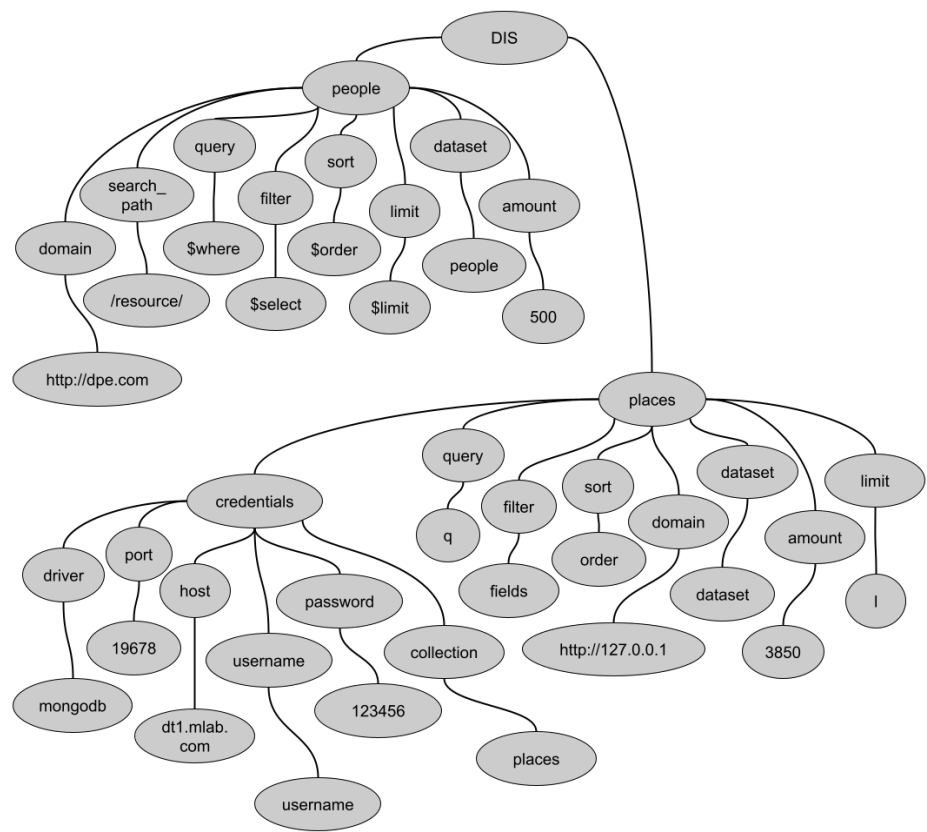 DIS
people
query
dataset
sort
search_
path
filter
amount
limit
domain
$where
$order
people
/resource/
$select
$limit
500
http://dpe.com
places
query
dataset
limit
sort
credentials
filter
domain
q
amount
port
order
driver
host
fields
dataset
password
l
19678
http://127.0.0.1
collection
3850
username
mongodb
123456
dt1.mlab.
com
places
username